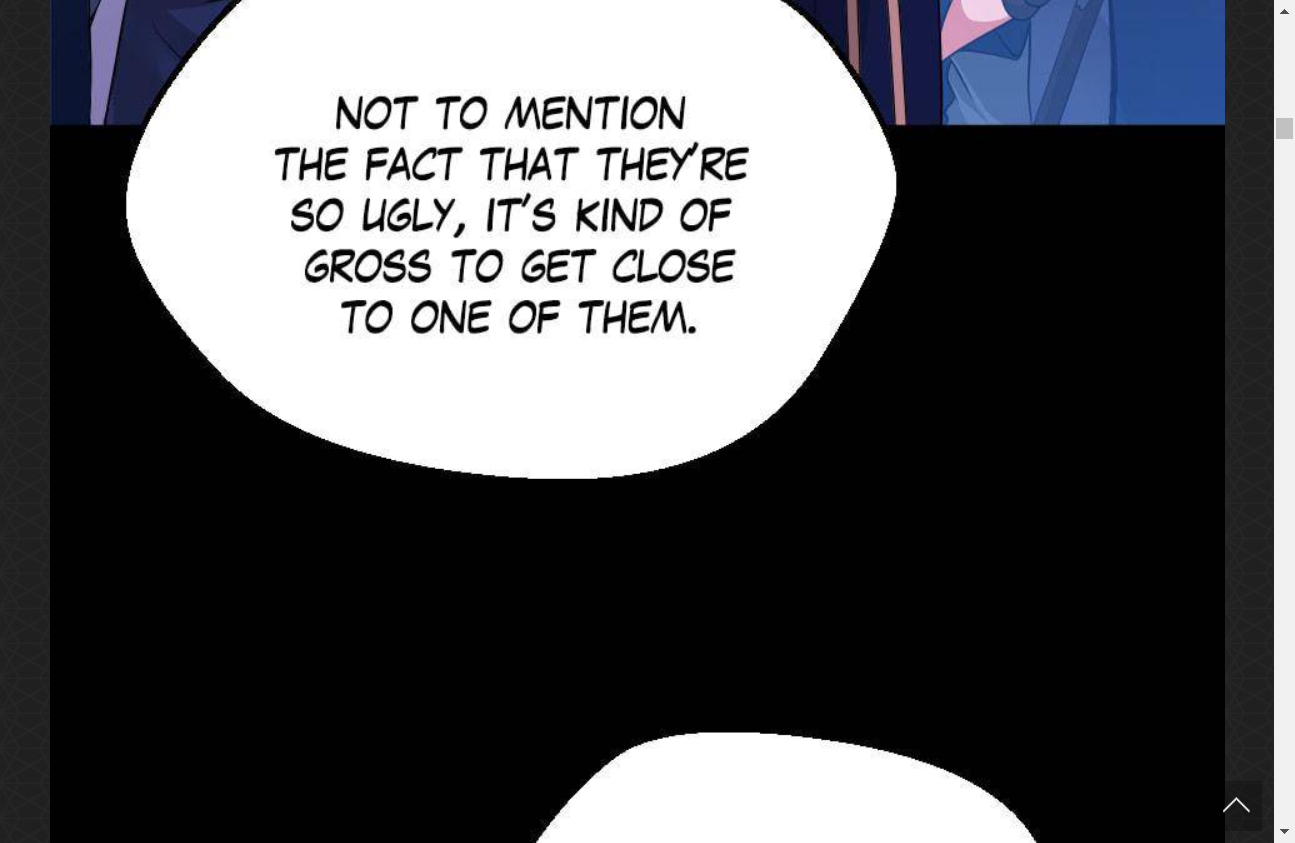 NOT TO MENTION
THE FACT THAT THEY'RE
SO UGLY, IT'S KIND OF
GROSS TO GET CLOSE
TO ONE OF THEM.